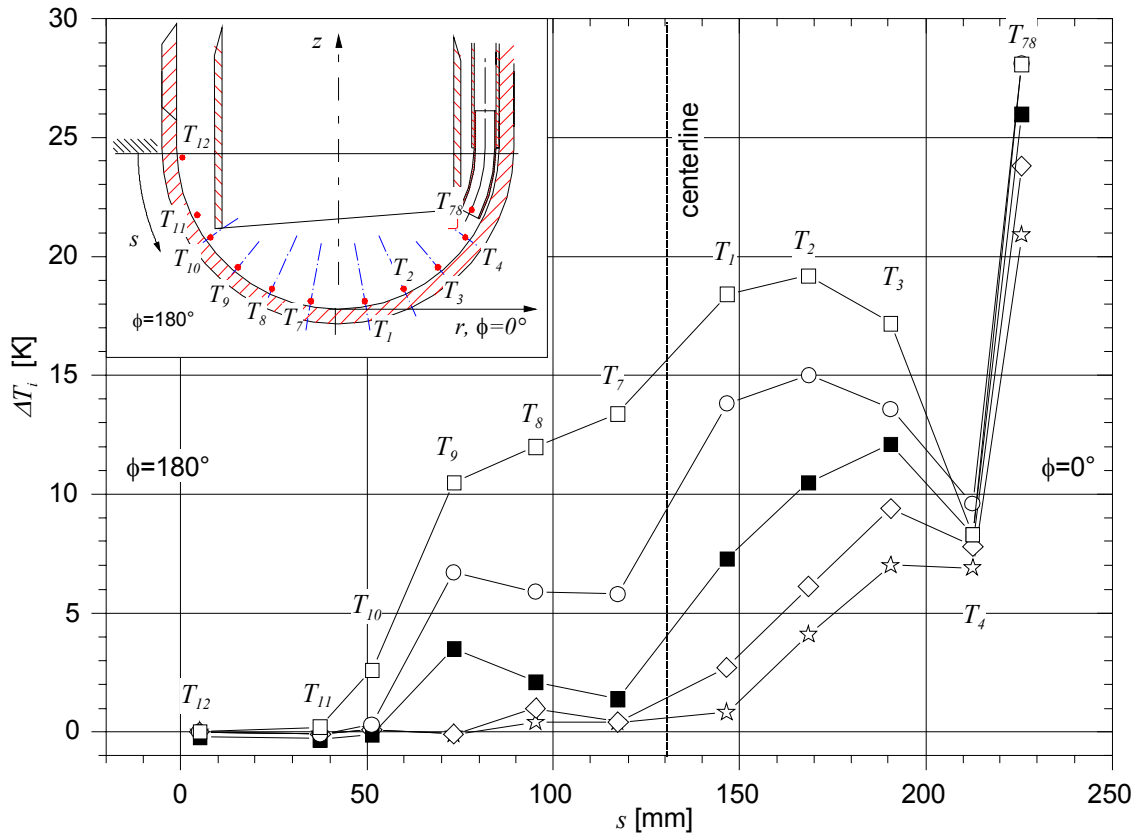 30
25
20
15
10
5
0
ΔT_i [K]
0
50
100
150
200
250
s [mm]
z
T_12
T_11
T_10
T_9
T_8
T_7
T_1
T_2
T_3
T_4
T_78
s
ϕ=180°
r, ϕ=0°
centerline
ϕ=180°
ϕ=0°
T_12
T_11
T_10
T_9
T_8
T_7
T_1
T_2
T_3
T_4
T_78